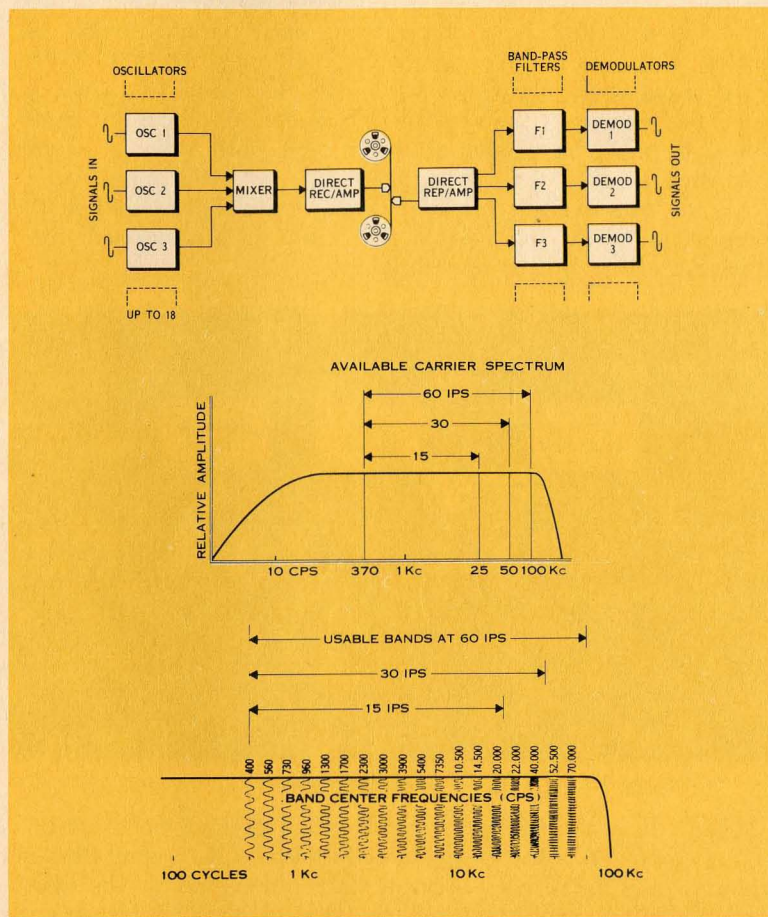 OSCILLATORS
BAND-PASS
FILTERS
DEMODULATORS
SIGNALS IN
OSC 1
OSC 2
OSC 3
UP TO 18
MIXER
DIRECT
REC/AMP
DIRECT
REP/AMP
F1
F2
F3
DEMOD
1
DEMOD
2
DEMOD
3
SIGNALS OUT
AVAILABLE CARRIER SPECTRUM
60 IPS
30
15
RELATIVE AMPLITUDE
10 CPS 370 1 Kc 25 50 100 Kc
USABLE BANDS AT 60 IPS
30 IPS
15 IPS
400
560
730
960
1300
1700
2300
3000
3900
5400
7350
10.500
14.500
20.000
22.000
40.000
52.500
70.000
BAND CENTER FREQUENCIES (CPS)
100 CYCLES 1 Kc 10 Kc 100 Kc